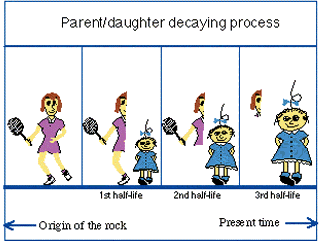 Parent/daughter decaying process
1st half-life
2nd half-life
3rd half-life
Origin of the rock
Present time